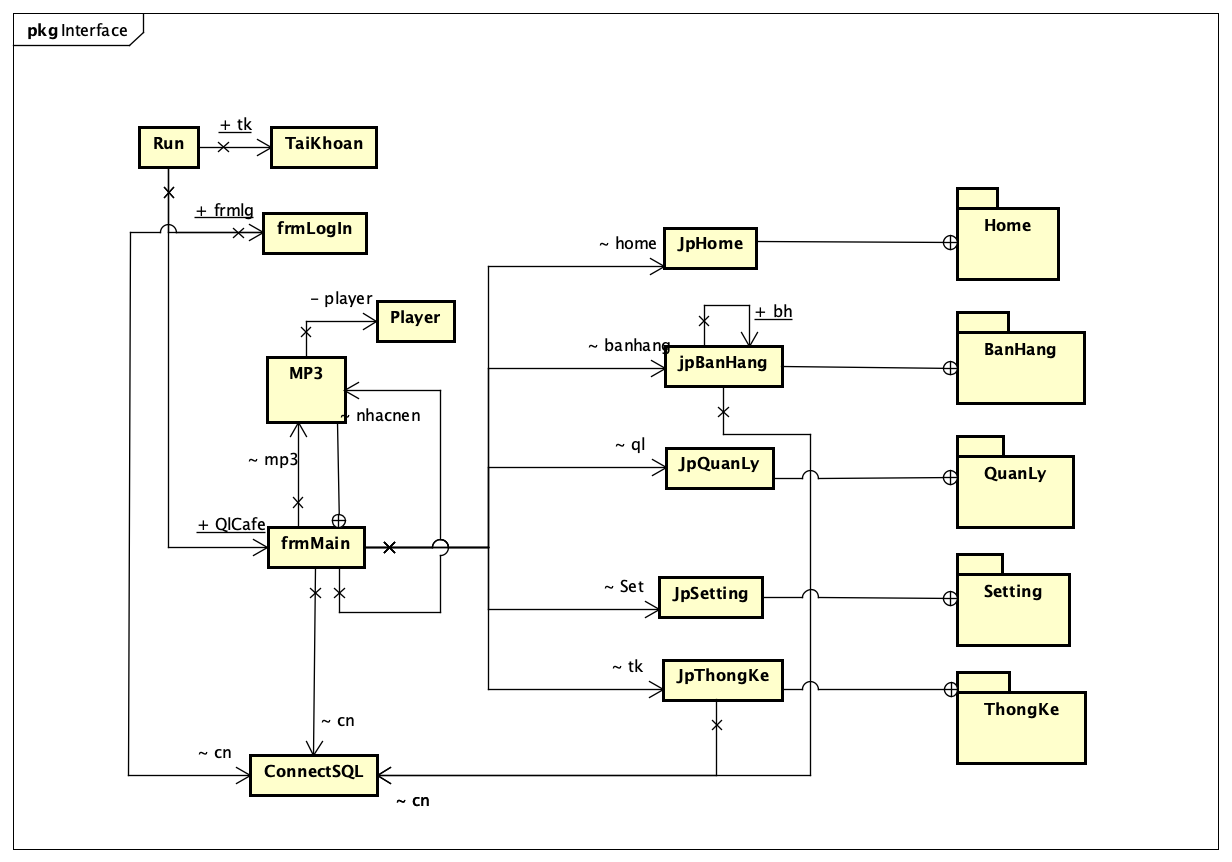 pkg Interface
+ tk
Run
TaiKhoan
+ frmlg
frmLogIn
~ home
JpHome
Home
- player
Player
+ bh
~ banhang
jpBanHang
BanHang
MP3
~ nhacnen
~ mp3
~ ql
JpQuanLy
QuanLy
+ QlCafe
frmMain
~ Set
JpSetting
Setting
~ tk
JpThongKe
ThongKe
~ cn
~ cn
ConnectSQL
~ cn